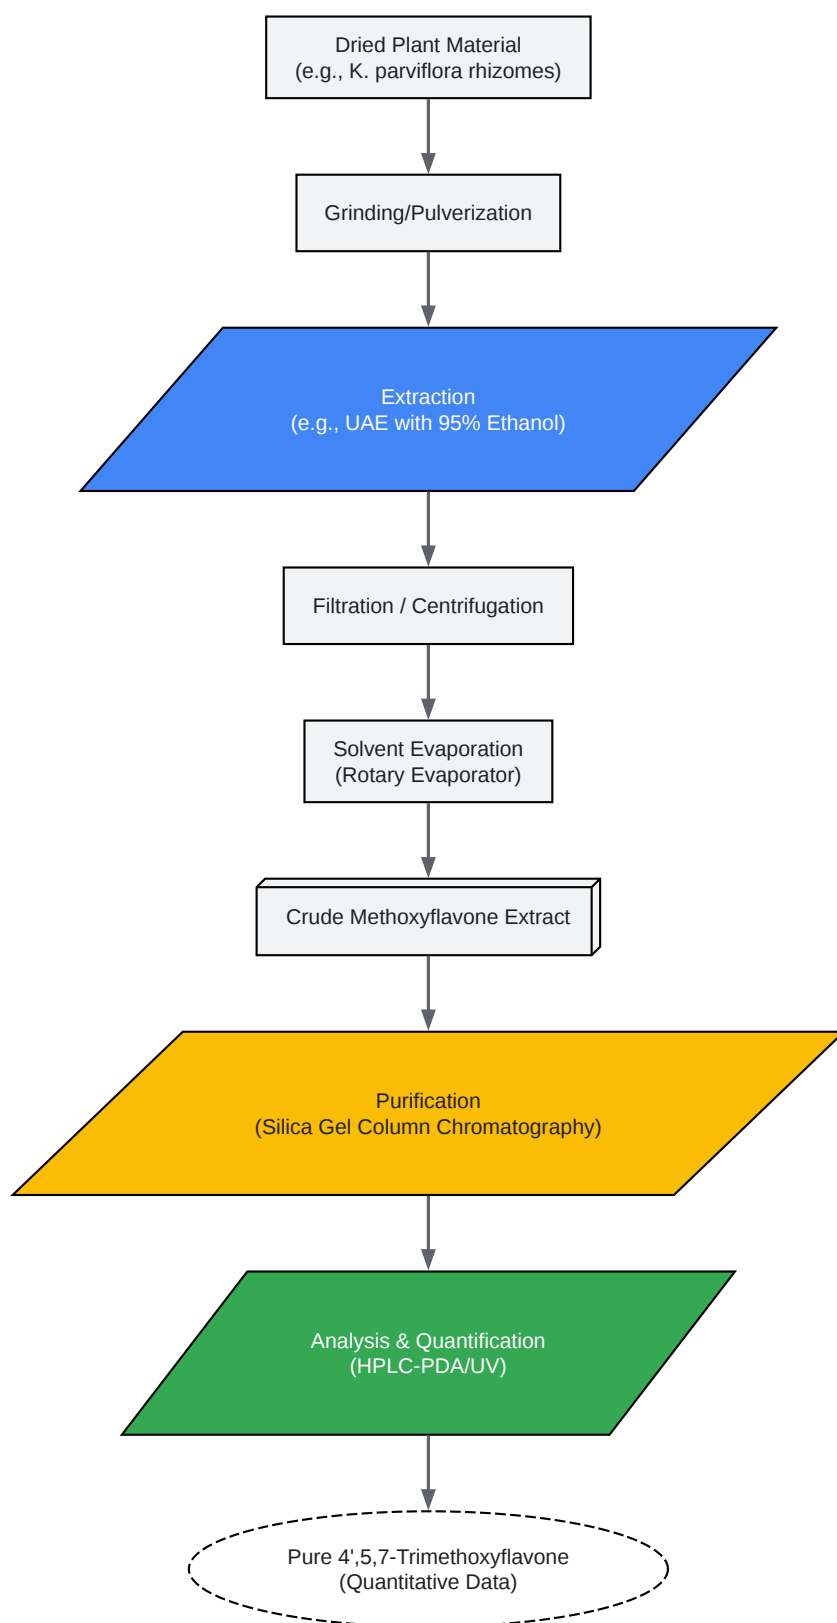 Dried Plant Material
(e.g., K. parviflora rhizomes)
Grinding/Pulverization
Extraction
(e.g., UAE with 95% Ethanol)
Filtration / Centrifugation
Solvent Evaporation
(Rotary Evaporator)
Crude Methoxyflavone Extract
Purification
(Silica Gel Column Chromatography)
Analysis & Quantification
(HPLC-PDA/UV)
Pure 4',5,7-Trimethoxyflavone
(Quantitative Data)